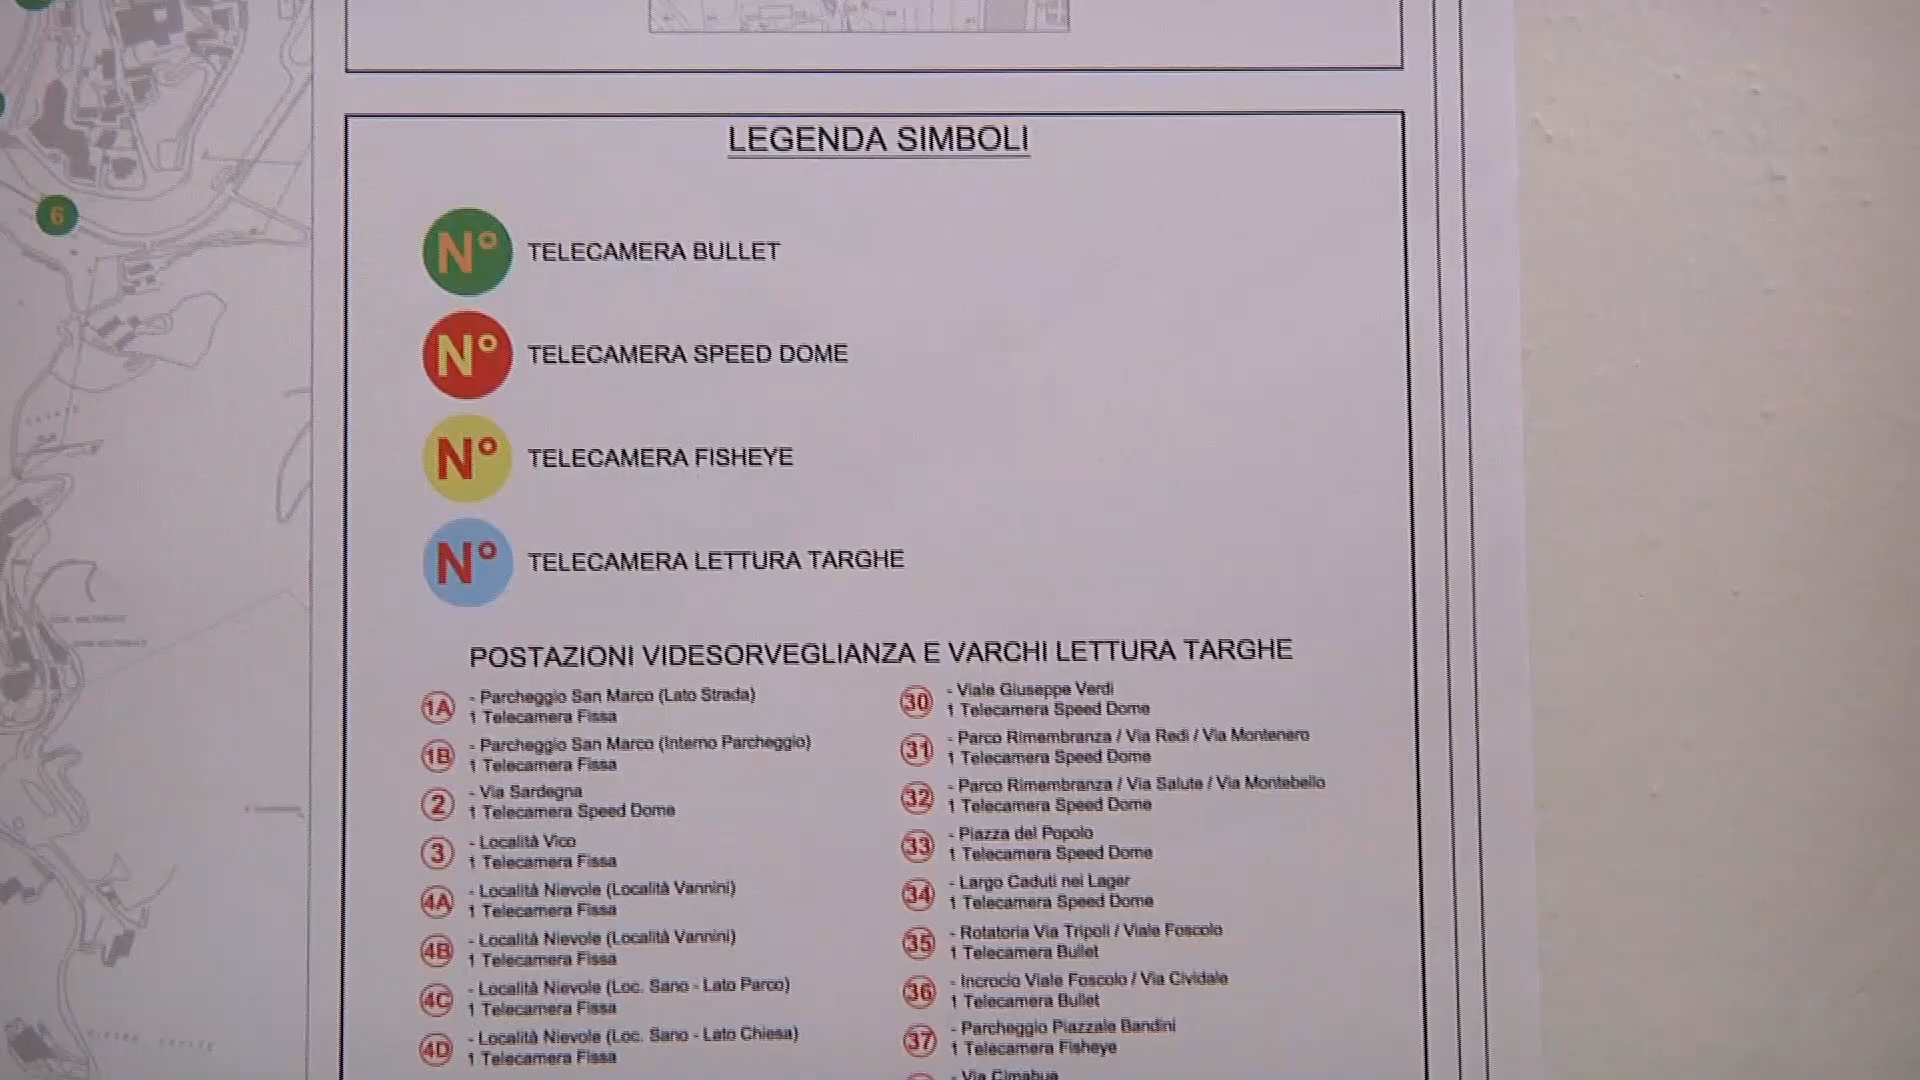 6
LEGENDA SIMBOLI
N° TELECAMERA BULLET
N° TELECAMERA SPEED DOME
N° TELECAMERA FISHEYE
N° TELECAMERA LETTURA TARGHE
POSTAZIONI VIDESORVEGLIANZA E VARCHI LETTURA TARGHE
1A - Parcheggio San Marco (Lato Strada)
1 Telecamera Fissa
1B - Parcheggio San Marco (Interno Parcheggio)
1 Telecamera Fissa
2 - Via Sardegna
1 Telecamera Speed Dome
3 - Località Vico
1 Telecamera Fissa
4A - Località Nievole (Località Vannini)
1 Telecamera Fissa
4B - Località Nievole (Località Vannini)
1 Telecamera Fissa
4C - Località Nievole (Loc. Sano - Lato Parco)
1 Telecamera Fissa
4D - Località Nievole (Loc. Sano - Lato Chiesa)
1 Telecamera Fissa
30 - Viale Giuseppe Verdi
1 Telecamera Speed Dome
31 - Parco Rimembranza / Via Redi / Via Montenero
1 Telecamera Speed Dome
32 - Parco Rimembranza / Via Salute / Via Montebello
1 Telecamera Speed Dome
33 - Piazza del Popolo
1 Telecamera Speed Dome
34 - Largo Caduti nei Lager
1 Telecamera Speed Dome
35 - Rotatoria Via Tripoli / Viale Foscolo
1 Telecamera Bullet
36 - Incrocio Viale Foscolo / Via Cividale
1 Telecamera Bullet
37 - Parcheggio Piazzale Bandini
1 Telecamera Fisheye
- Via Cimabue